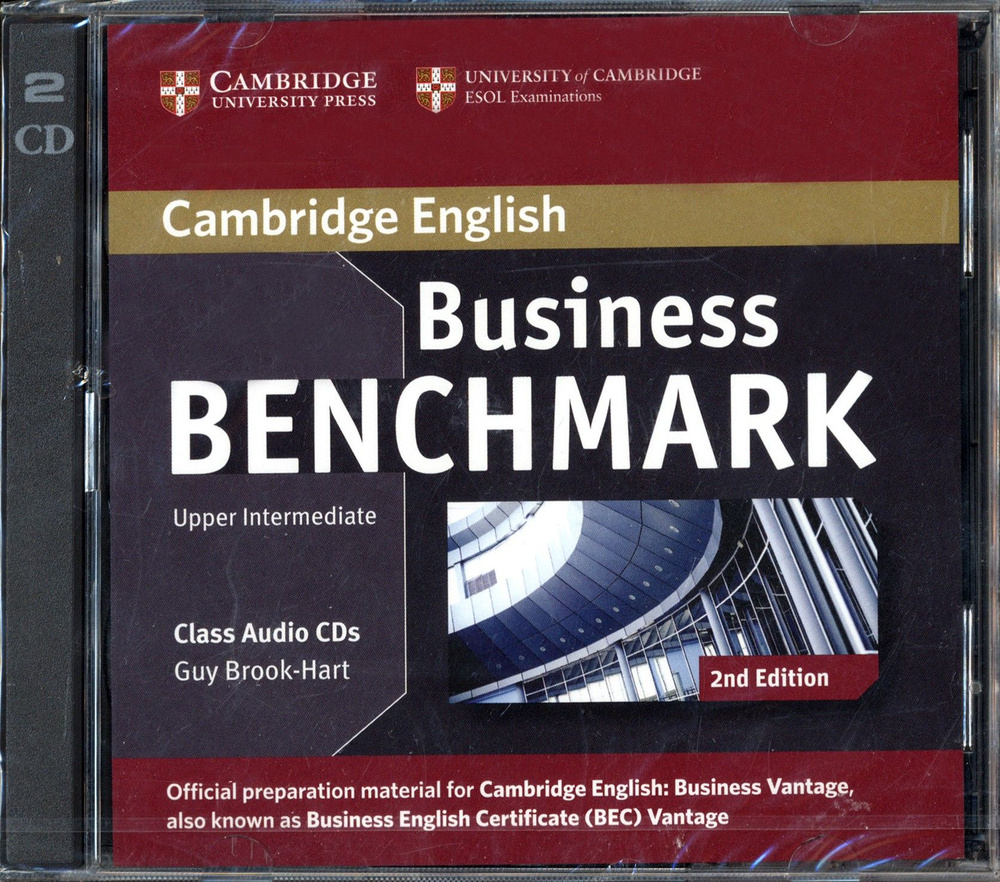 2
CD
CAMBRIDGE
UNIVERSITY PRESS
UNIVERSITY of CAMBRIDGE
ESOL Examinations
Cambridge English
Business
BENCHMARK
Upper Intermediate
Class Audio CDs
Guy Brook-Hart
2nd Edition
Official preparation material for Cambridge English: Business Vantage,
also known as Business English Certificate (BEC) Vantage